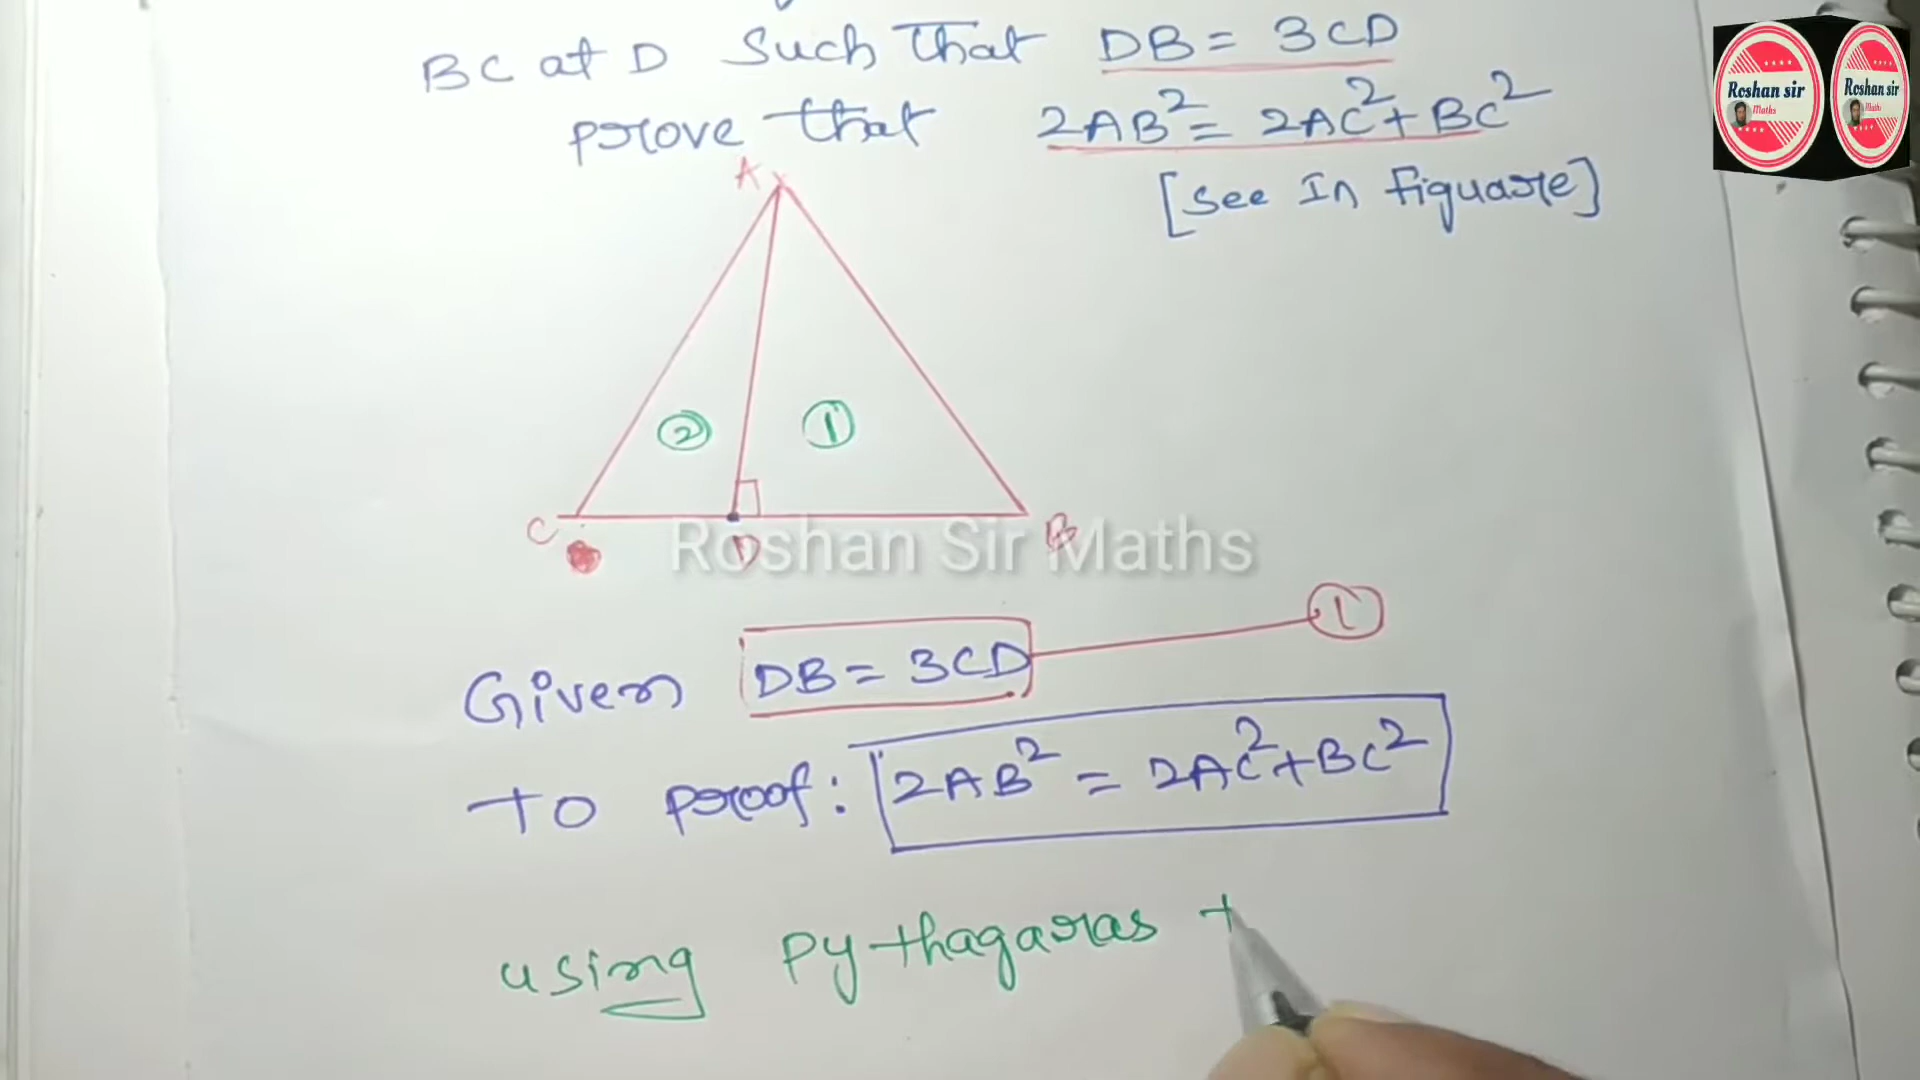 BC at D Such That DB = 3CD
prove that 2AB² = 2AC² + BC²
[See In figuare]
Roshan sir
Maths
Roshan sir
Maths
A
2
1
C
D
B
Roshan Sir Maths
1
Given DB = 3CD
To proof: 2AB² = 2AC² + BC²
using Pythagaras t